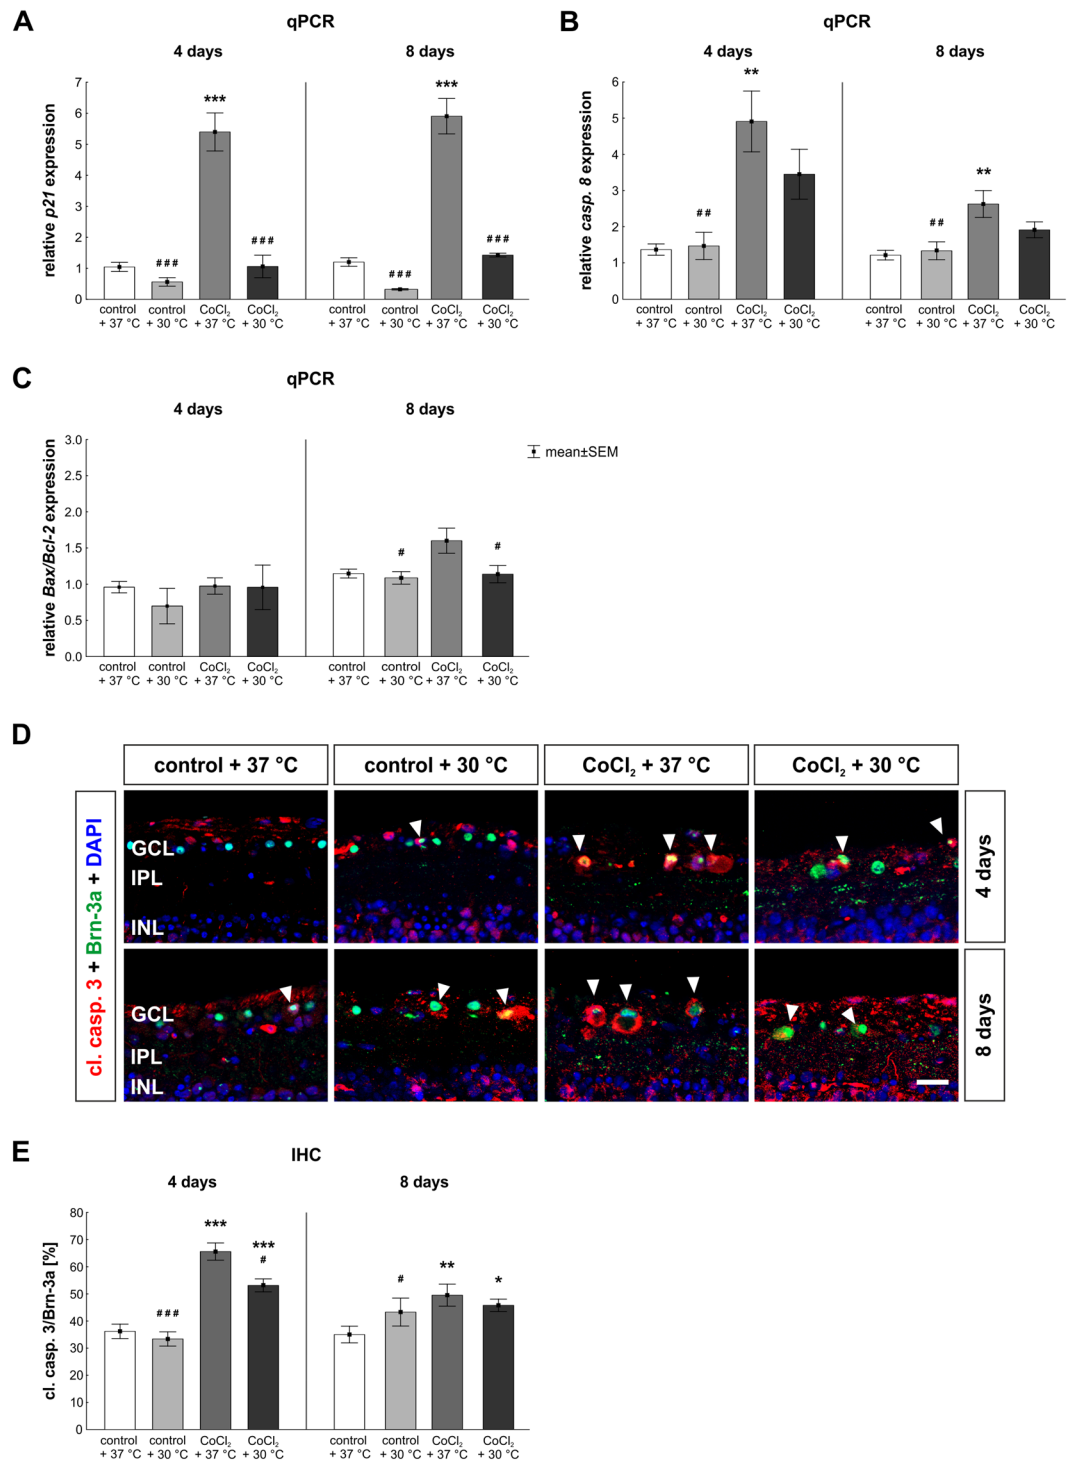 A
qPCR
4 days
8 days
relative p21 expression
7
6
5
4
3
2
1
0
***
***
###
###
###
###
control
+ 37 °C
control
+ 30 °C
CoCl₂
+ 37 °C
CoCl₂
+ 30 °C
control
+ 37 °C
control
+ 30 °C
CoCl₂
+ 37 °C
CoCl₂
+ 30 °C
B
qPCR
4 days
8 days
relative casp. 8 expression
6
5
4
3
2
1
0
**
##
**
##
control
+ 37 °C
control
+ 30 °C
CoCl₂
+ 37 °C
CoCl₂
+ 30 °C
control
+ 37 °C
control
+ 30 °C
CoCl₂
+ 37 °C
CoCl₂
+ 30 °C
C
qPCR
4 days
8 days
relative Bax/Bcl-2 expression
3.0
2.5
2.0
1.5
1.0
0.5
0.0
#
#
mean±SEM
control
+ 37 °C
control
+ 30 °C
CoCl₂
+ 37 °C
CoCl₂
+ 30 °C
control
+ 37 °C
control
+ 30 °C
CoCl₂
+ 37 °C
CoCl₂
+ 30 °C
D
control + 37 °C
control + 30 °C
CoCl₂ + 37 °C
CoCl₂ + 30 °C
cl. casp. 3 + Brn-3a + DAPI
GCL
IPL
INL
4 days
GCL
IPL
INL
8 days
E
IHC
4 days
8 days
cl. casp. 3/Brn-3a [%]
80
70
60
50
40
30
20
10
0
***
***
#
###
#
**
*
control
+ 37 °C
control
+ 30 °C
CoCl₂
+ 37 °C
CoCl₂
+ 30 °C
control
+ 37 °C
control
+ 30 °C
CoCl₂
+ 37 °C
CoCl₂
+ 30 °C